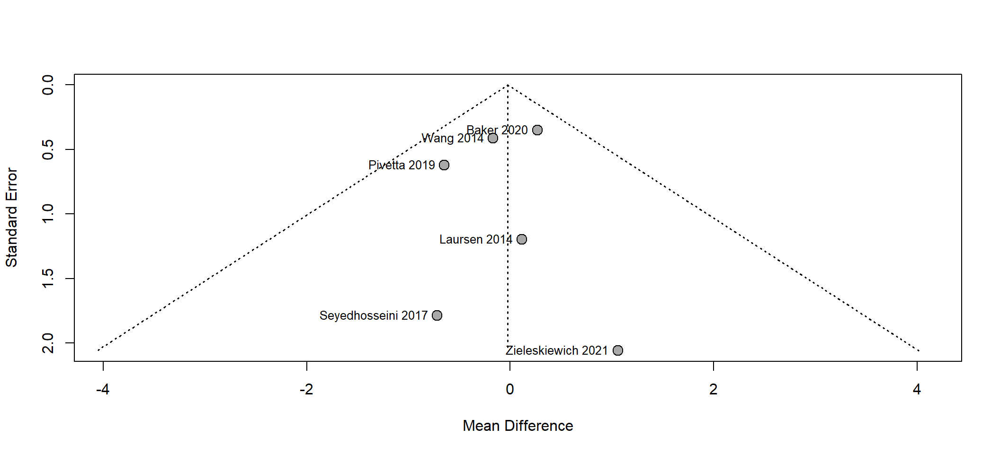 0.0
0.5
1.0
1.5
2.0
Standard Error
Baker 2020
Wang 2014
Pivetta 2019
Laursen 2014
Seyedhosseini 2017
Zieleskiewich 2021
-4 -2 0 2 4
Mean Difference